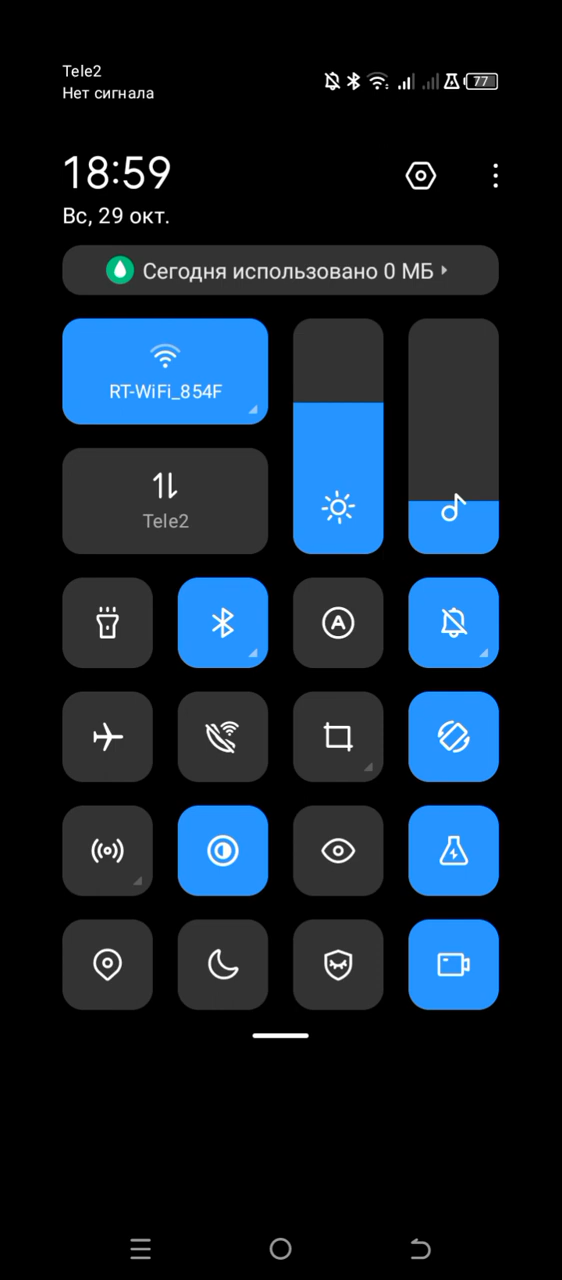 Tele2
Нет сигнала
77
18:59
Вс, 29 окт.
Сегодня использовано 0 МБ
RT-WiFi_854F
Tele2
A